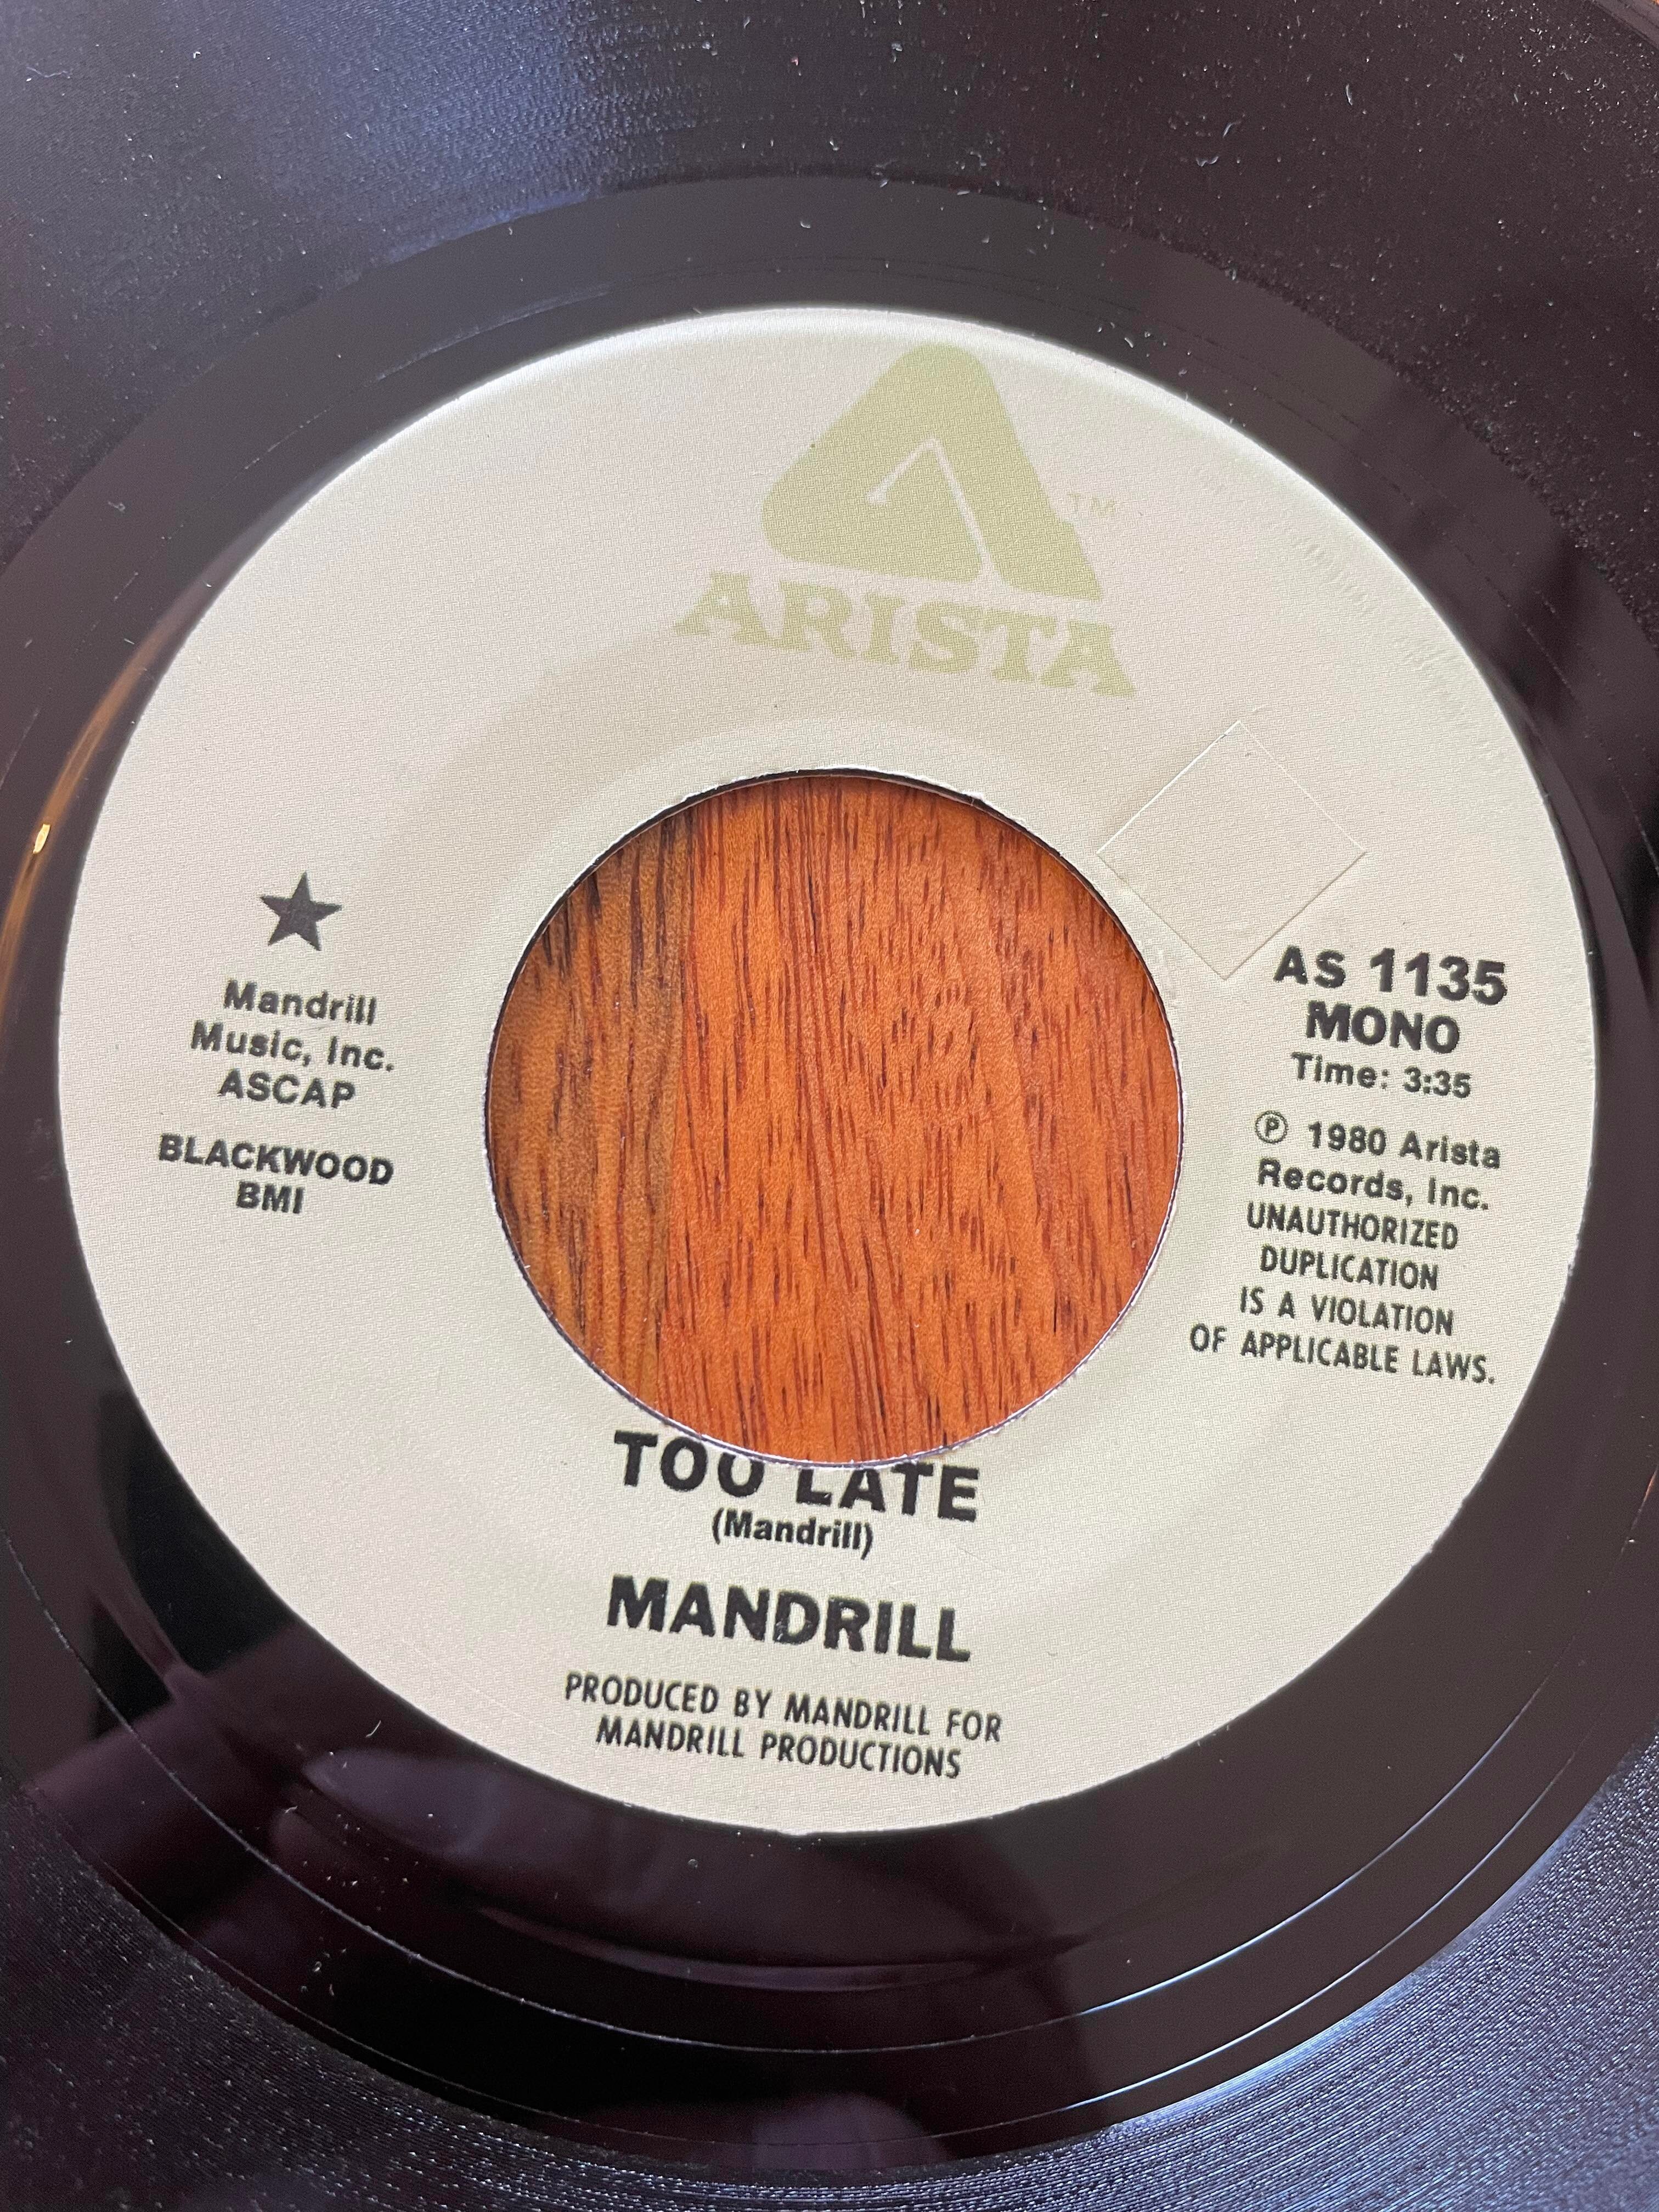 TM
ARISTA
Mandrill
Music, Inc.
ASCAP
BLACKWOOD
BMI
AS 1135
MONO
Time: 3:35
℗ 1980 Arista
Records, Inc.
UNAUTHORIZED
DUPLICATION
IS A VIOLATION
OF APPLICABLE LAWS.
TOO LATE
(Mandrill)
MANDRILL
PRODUCED BY MANDRILL FOR
MANDRILL PRODUCTIONS